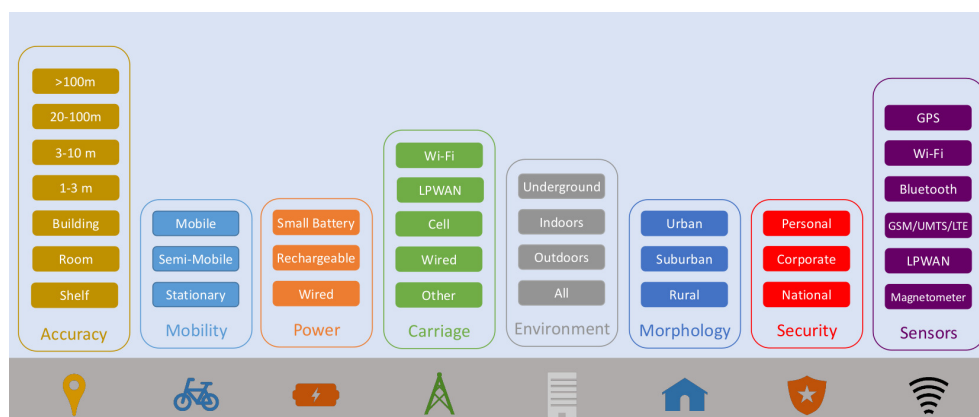 >100m
20-100m
3-10 m
1-3 m
Building
Room
Shelf
Accuracy
Mobile
Semi-Mobile
Stationary
Mobility
Small Battery
Rechargeable
Wired
Power
Wi-Fi
LPWAN
Cell
Wired
Other
Carriage
Underground
Indoors
Outdoors
All
Environment
Urban
Suburban
Rural
Morphology
Personal
Corporate
National
Security
GPS
Wi-Fi
Bluetooth
GSM/UMTS/LTE
LPWAN
Magnetometer
Sensors